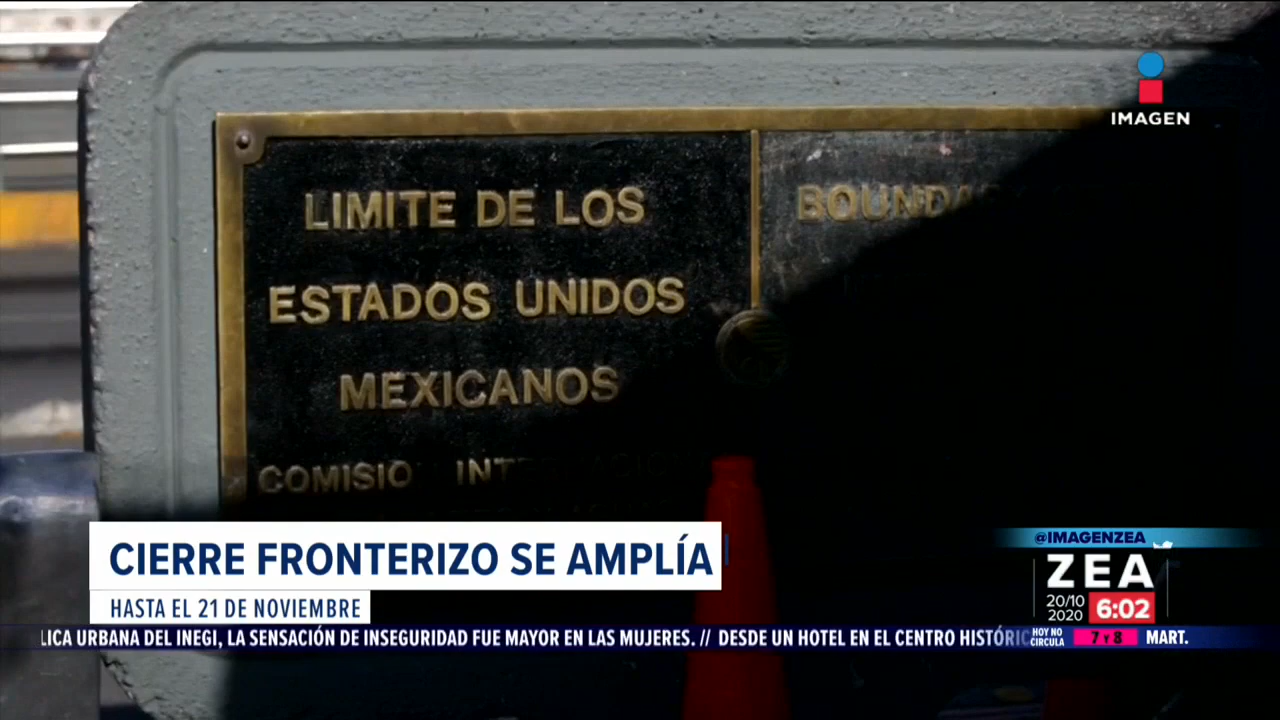 IMAGEN
LIMITE DE LOS
ESTADOS UNIDOS
MEXICANOS
COMISIO
CIERRE FRONTERIZO SE AMPLÍA
HASTA EL 21 DE NOVIEMBRE
@IMAGENZEA
ZEA
20/10
2020
6:02
LICA URBANA DEL INEGI, LA SENSACIÓN DE INSEGURIDAD FUE MAYOR EN LAS MUJERES. // DESDE UN HOTEL EN EL CENTRO HISTÓRIC
HOY NO
CIRCULA
7 Y 8
MART.